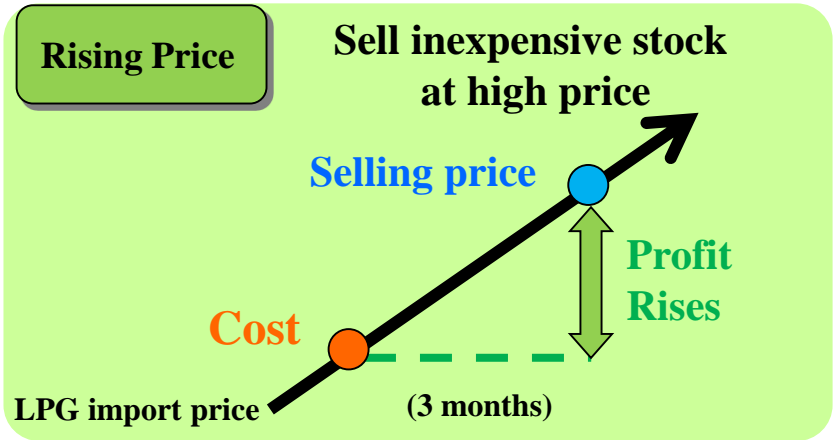 Rising Price
Sell inexpensive stock
at high price
Selling price
Profit
Rises
Cost
LPG import price
(3 months)